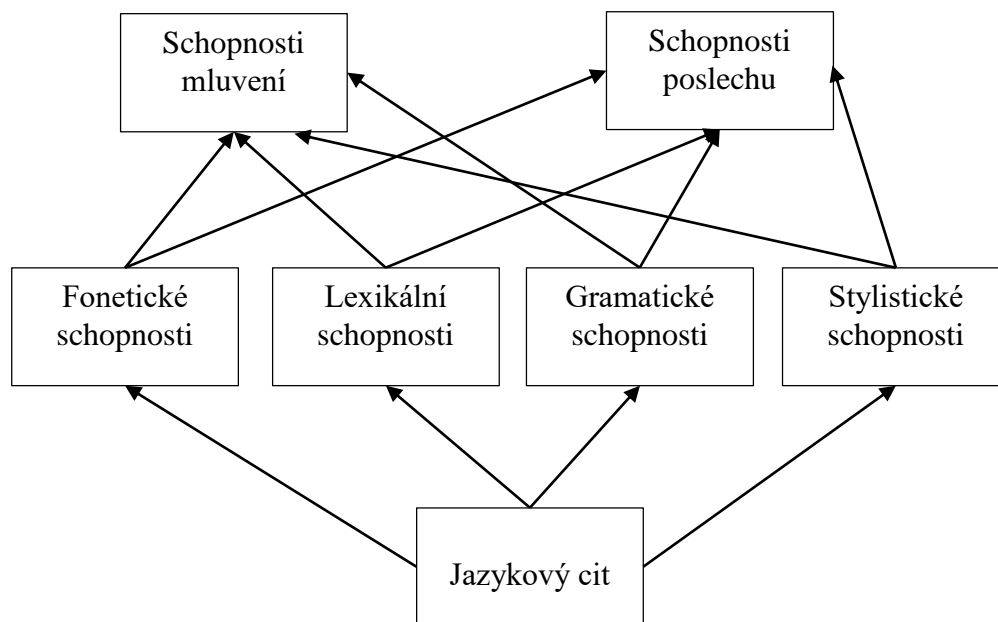 Schopnosti
mluvení
Schopnosti
poslechu
Fonetické
schopnosti
Lexikální
schopnosti
Gramatické
schopnosti
Stylistické
schopnosti
Jazykový cit